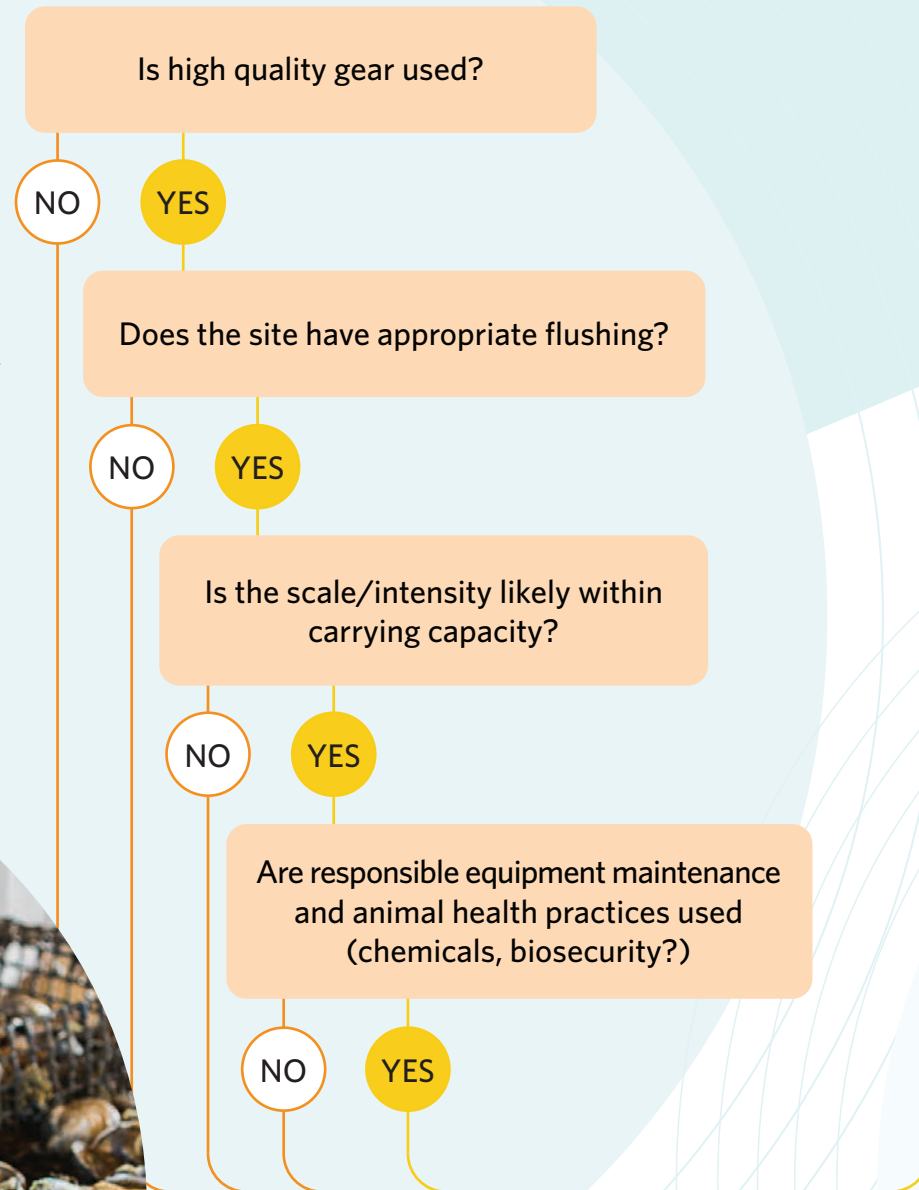 Is high quality gear used?
NO
YES
Does the site have appropriate flushing?
NO
YES
Is the scale/intensity likely within
carrying capacity?
NO
YES
Are responsible equipment maintenance
and animal health practices used
(chemicals, biosecurity?)
NO
YES